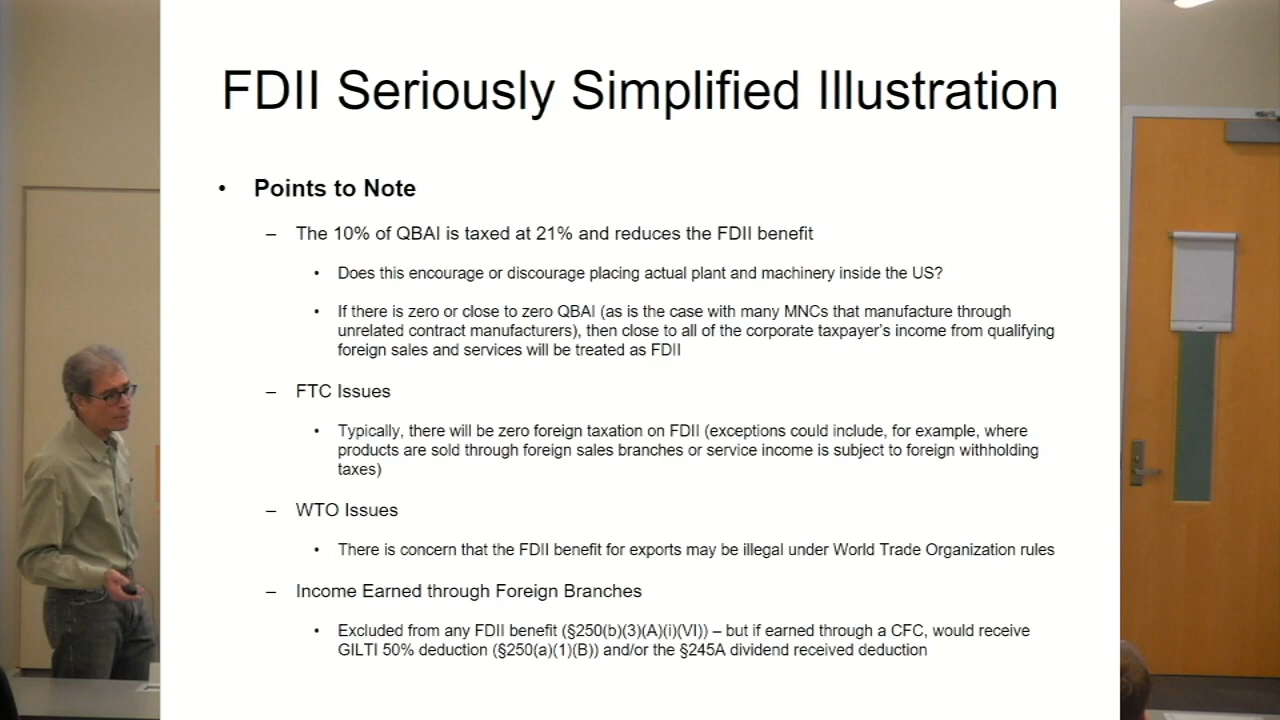 FDII Seriously Simplified Illustration
• Points to Note
– The 10% of QBAI is taxed at 21% and reduces the FDII benefit
• Does this encourage or discourage placing actual plant and machinery inside the US?
• If there is zero or close to zero QBAI (as is the case with many MNCs that manufacture through
unrelated contract manufacturers), then close to all of the corporate taxpayer's income from qualifying
foreign sales and services will be treated as FDII
– FTC Issues
• Typically, there will be zero foreign taxation on FDII (exceptions could include, for example, where
products are sold through foreign sales branches or service income is subject to foreign withholding
taxes)
– WTO Issues
• There is concern that the FDII benefit for exports may be illegal under World Trade Organization rules
– Income Earned through Foreign Branches
• Excluded from any FDII benefit (§250(b)(3)(A)(i)(VI)) – but if earned through a CFC, would receive
GILTI 50% deduction (§250(a)(1)(B)) and/or the §245A dividend received deduction